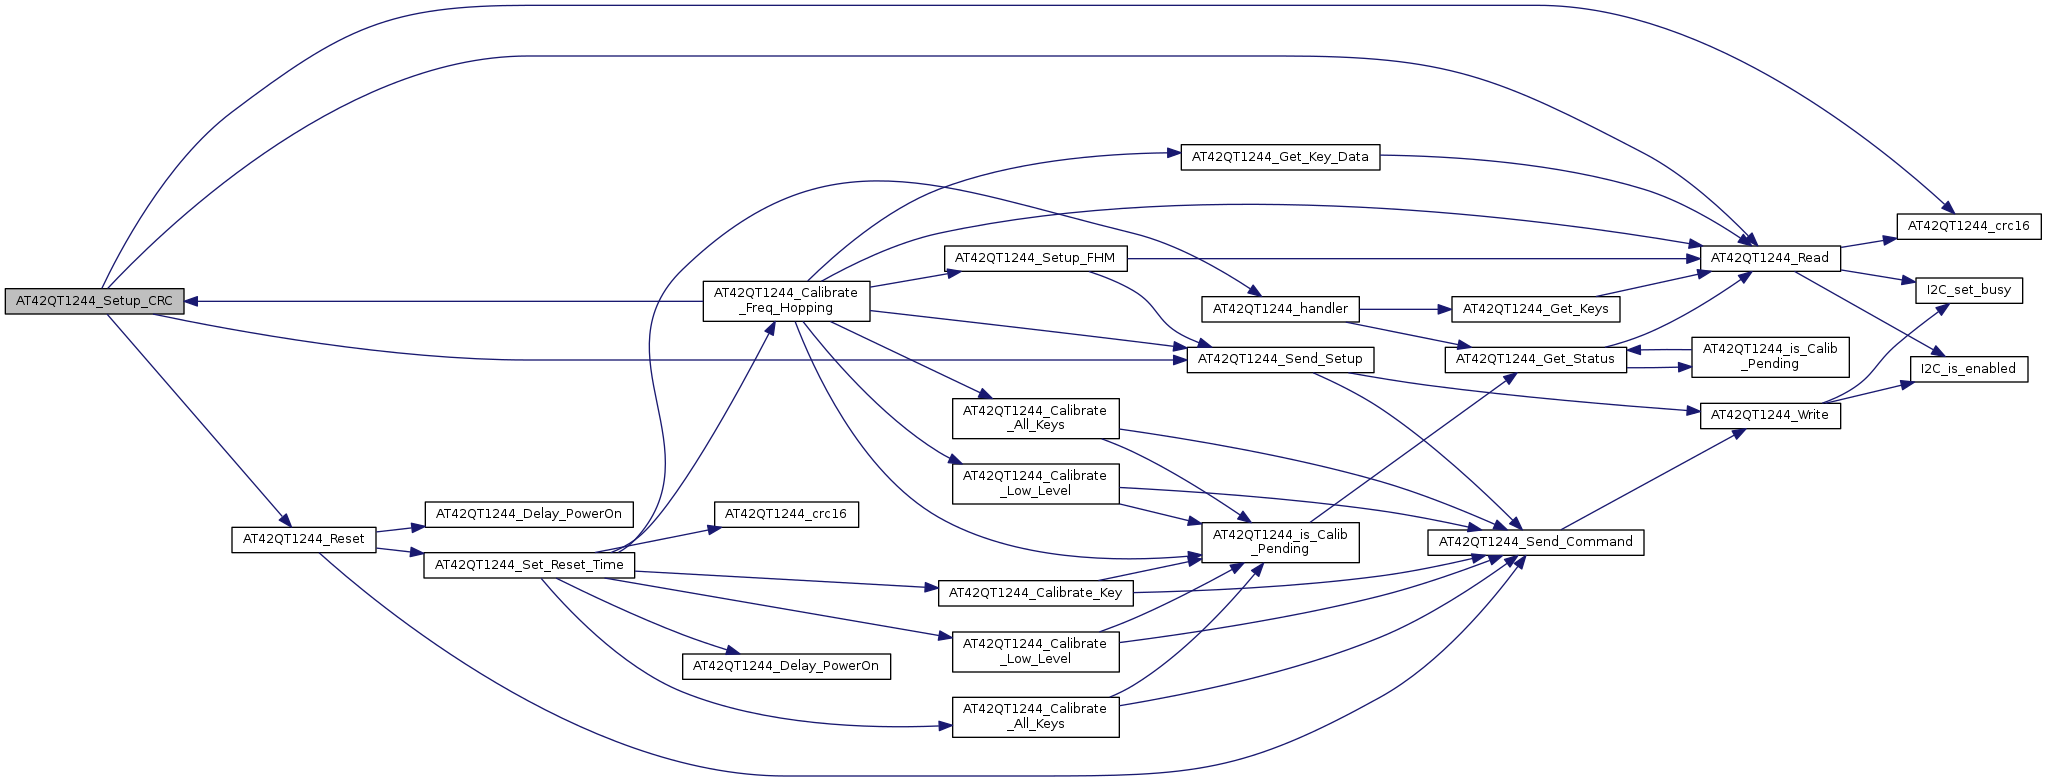 AT42QT1244_Setup_CRC
AT42QT1244_Reset
AT42QT1244_Delay_PowerOn
AT42QT1244_Set_Reset_Time
AT42QT1244_Calibrate
_Freq_Hopping
AT42QT1244_crc16
AT42QT1244_Delay_PowerOn
AT42QT1244_Setup_FHM
AT42QT1244_Calibrate
_All_Keys
AT42QT1244_Calibrate
_Low_Level
AT42QT1244_Calibrate_Key
AT42QT1244_Calibrate
_Low_Level
AT42QT1244_Calibrate
_All_Keys
AT42QT1244_Get_Key_Data
AT42QT1244_handler
AT42QT1244_Send_Setup
AT42QT1244_is_Calib
_Pending
AT42QT1244_Get_Keys
AT42QT1244_Get_Status
AT42QT1244_Send_Command
AT42QT1244_Read
AT42QT1244_is_Calib
_Pending
AT42QT1244_Write
AT42QT1244_crc16
I2C_set_busy
I2C_is_enabled